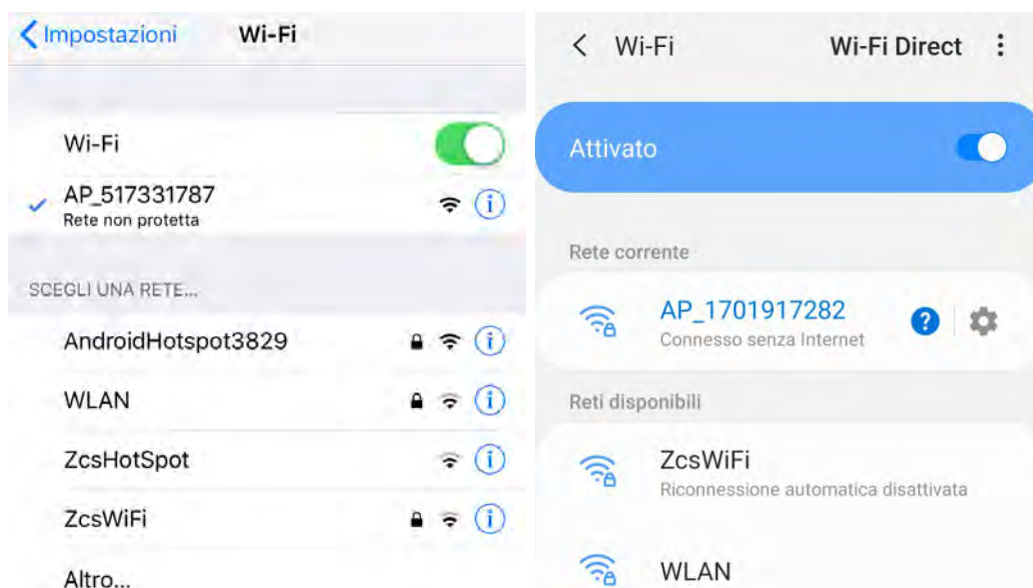 Impostazioni Wi-Fi
Wi-Fi
AP_517331787
Rete non protetta
SCEGLI UNA RETE...
AndroidHotspot3829
WLAN
ZcsHotSpot
ZcsWiFi
Altro...
Wi-Fi Wi-Fi Direct
Attivato
Rete corrente
AP_1701917282
Connesso senza Internet
Reti disponibili
ZcsWiFi
Riconnessione automatica disattivata
WLAN